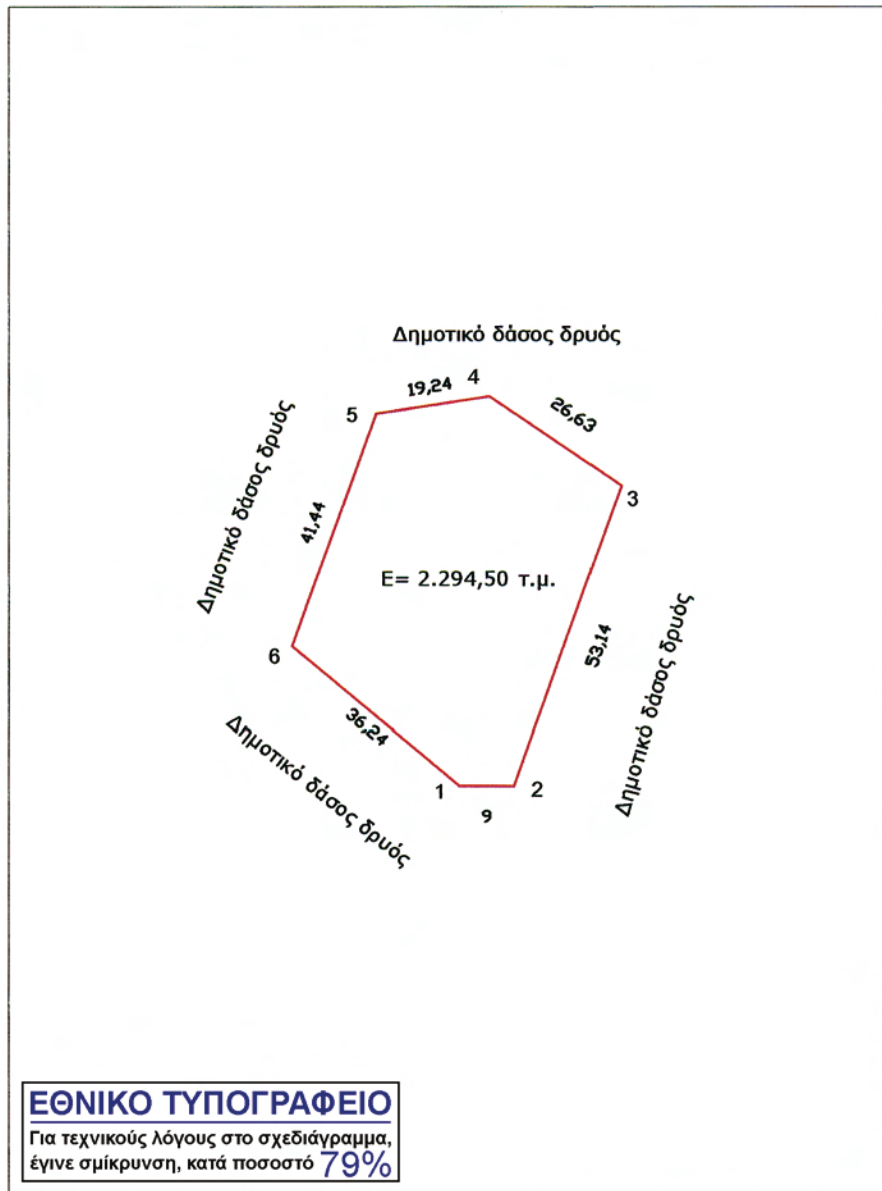 Δημοτικό δάσος δρυός
4
19,24
26,63
5
3
Δημοτικό δάσος δρυός
41,44
Ε= 2.294,50 τ.μ.
53,14
Δημοτικό δάσος δρυός
6
36,24
Δημοτικό δάσος δρυός
1
2
9
ΕΘΝΙΚΟ ΤΥΠΟΓΡΑΦΕΙΟ
Για τεχνικούς λόγους στο σχεδιάγραμμα,
έγινε σμίκρυνση, κατά ποσοστό 79%